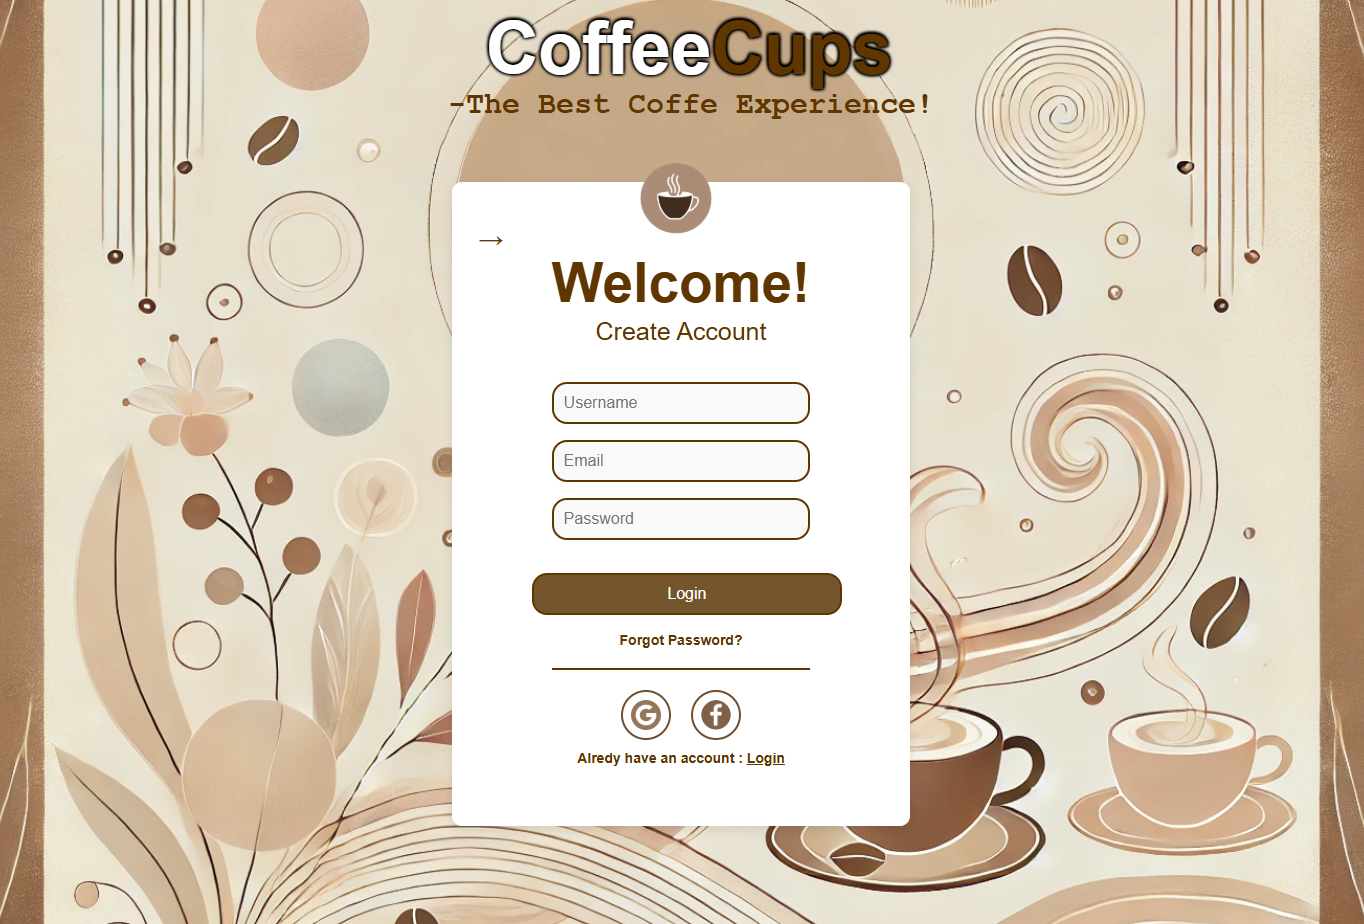 CoffeeCups
-The Best Coffe Experience!
→
Welcome!
Create Account
Username
Email
Password
Login
Forgot Password?
G f
Alredy have an account : Login